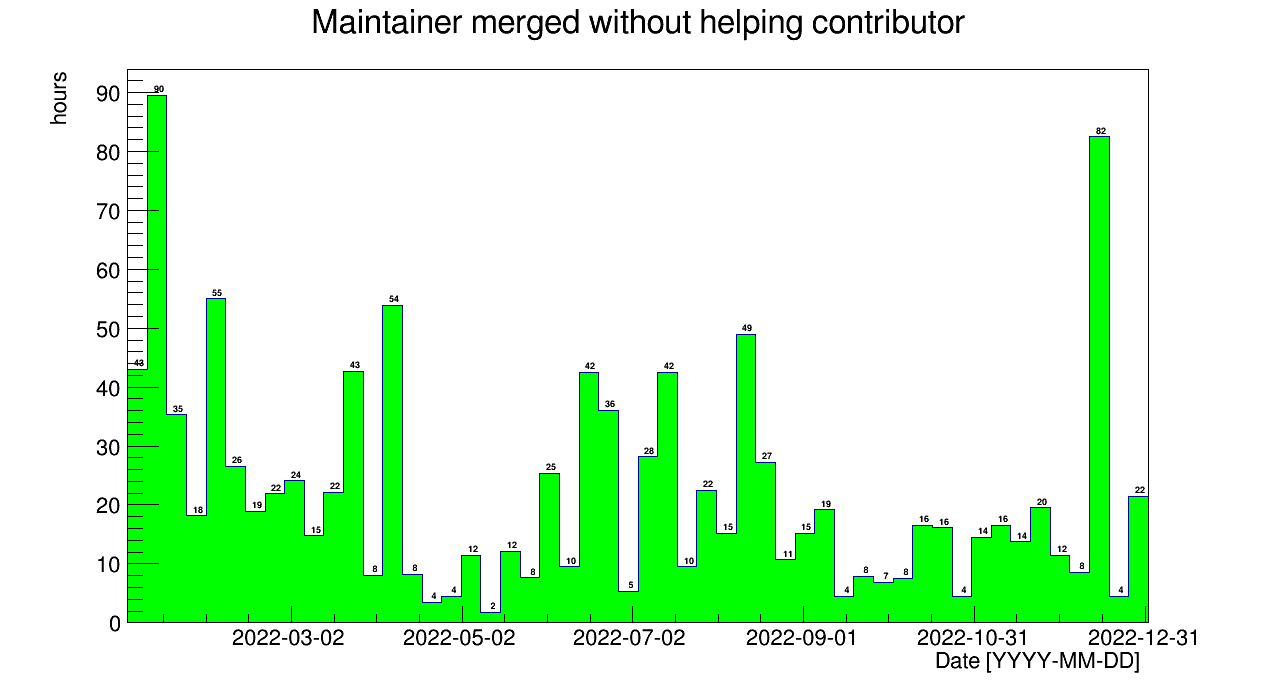 Maintainer merged without helping contributor
hours
90
80
70
60
50
40
30
20
10
0
43 90 35 18 55 26 19 22 24 15 22 43 8 54 8 4 4 12 2 12 8 25 10 42 36 5 28 42 10 22 15 49 27 11 15 19 4 8 7 8 16 16 4 14 16 14 20 12 8 82 4 22
2022-03-02 2022-05-02 2022-07-02 2022-09-01 2022-10-31 2022-12-31
Date [YYYY-MM-DD]